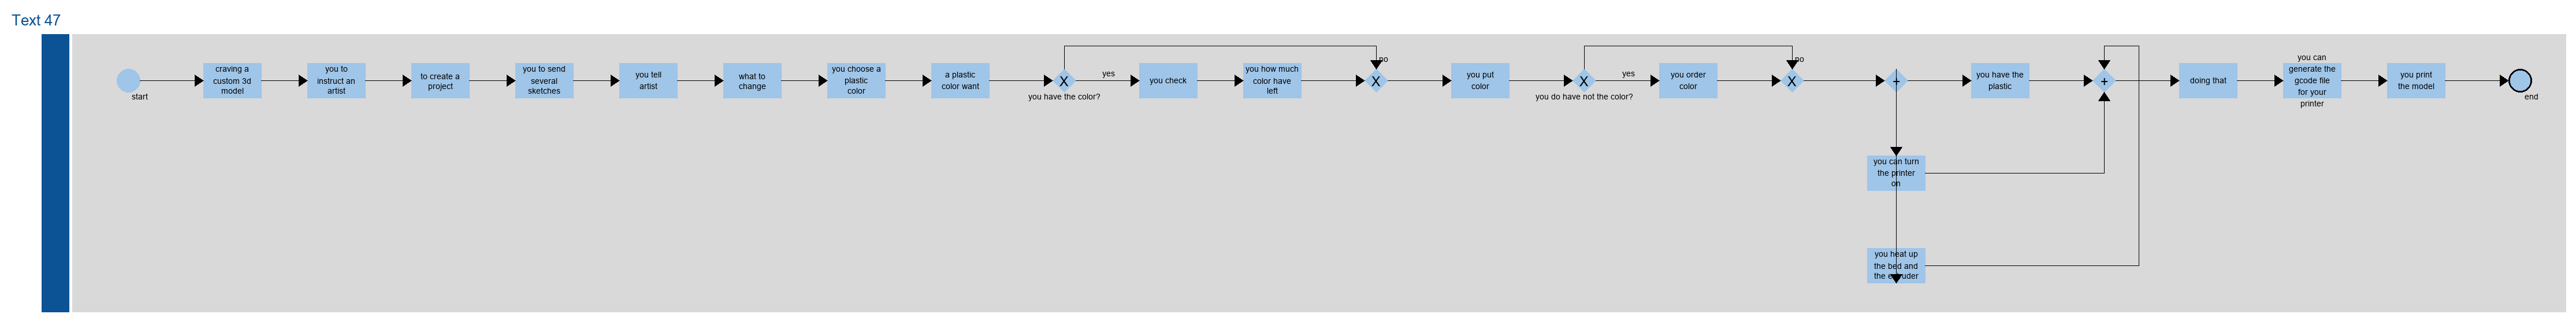 Text 47
start
craving a
custom 3d
model
you to
instruct an
artist
to create a
project
you to send
several
sketches
you tell
artist
what to
change
you choose a
plastic
color
a plastic
color want
X
you have the color?
yes
you check
you how much
color have
left
no
X
you put
color
X
you do have not the color?
yes
you order
color
no
X
+
you have the
plastic
you can turn
the printer
on
you heat up
the bed and
the extruder
+
doing that
you can
generate the
gcode file
for your
printer
you print
the model
end